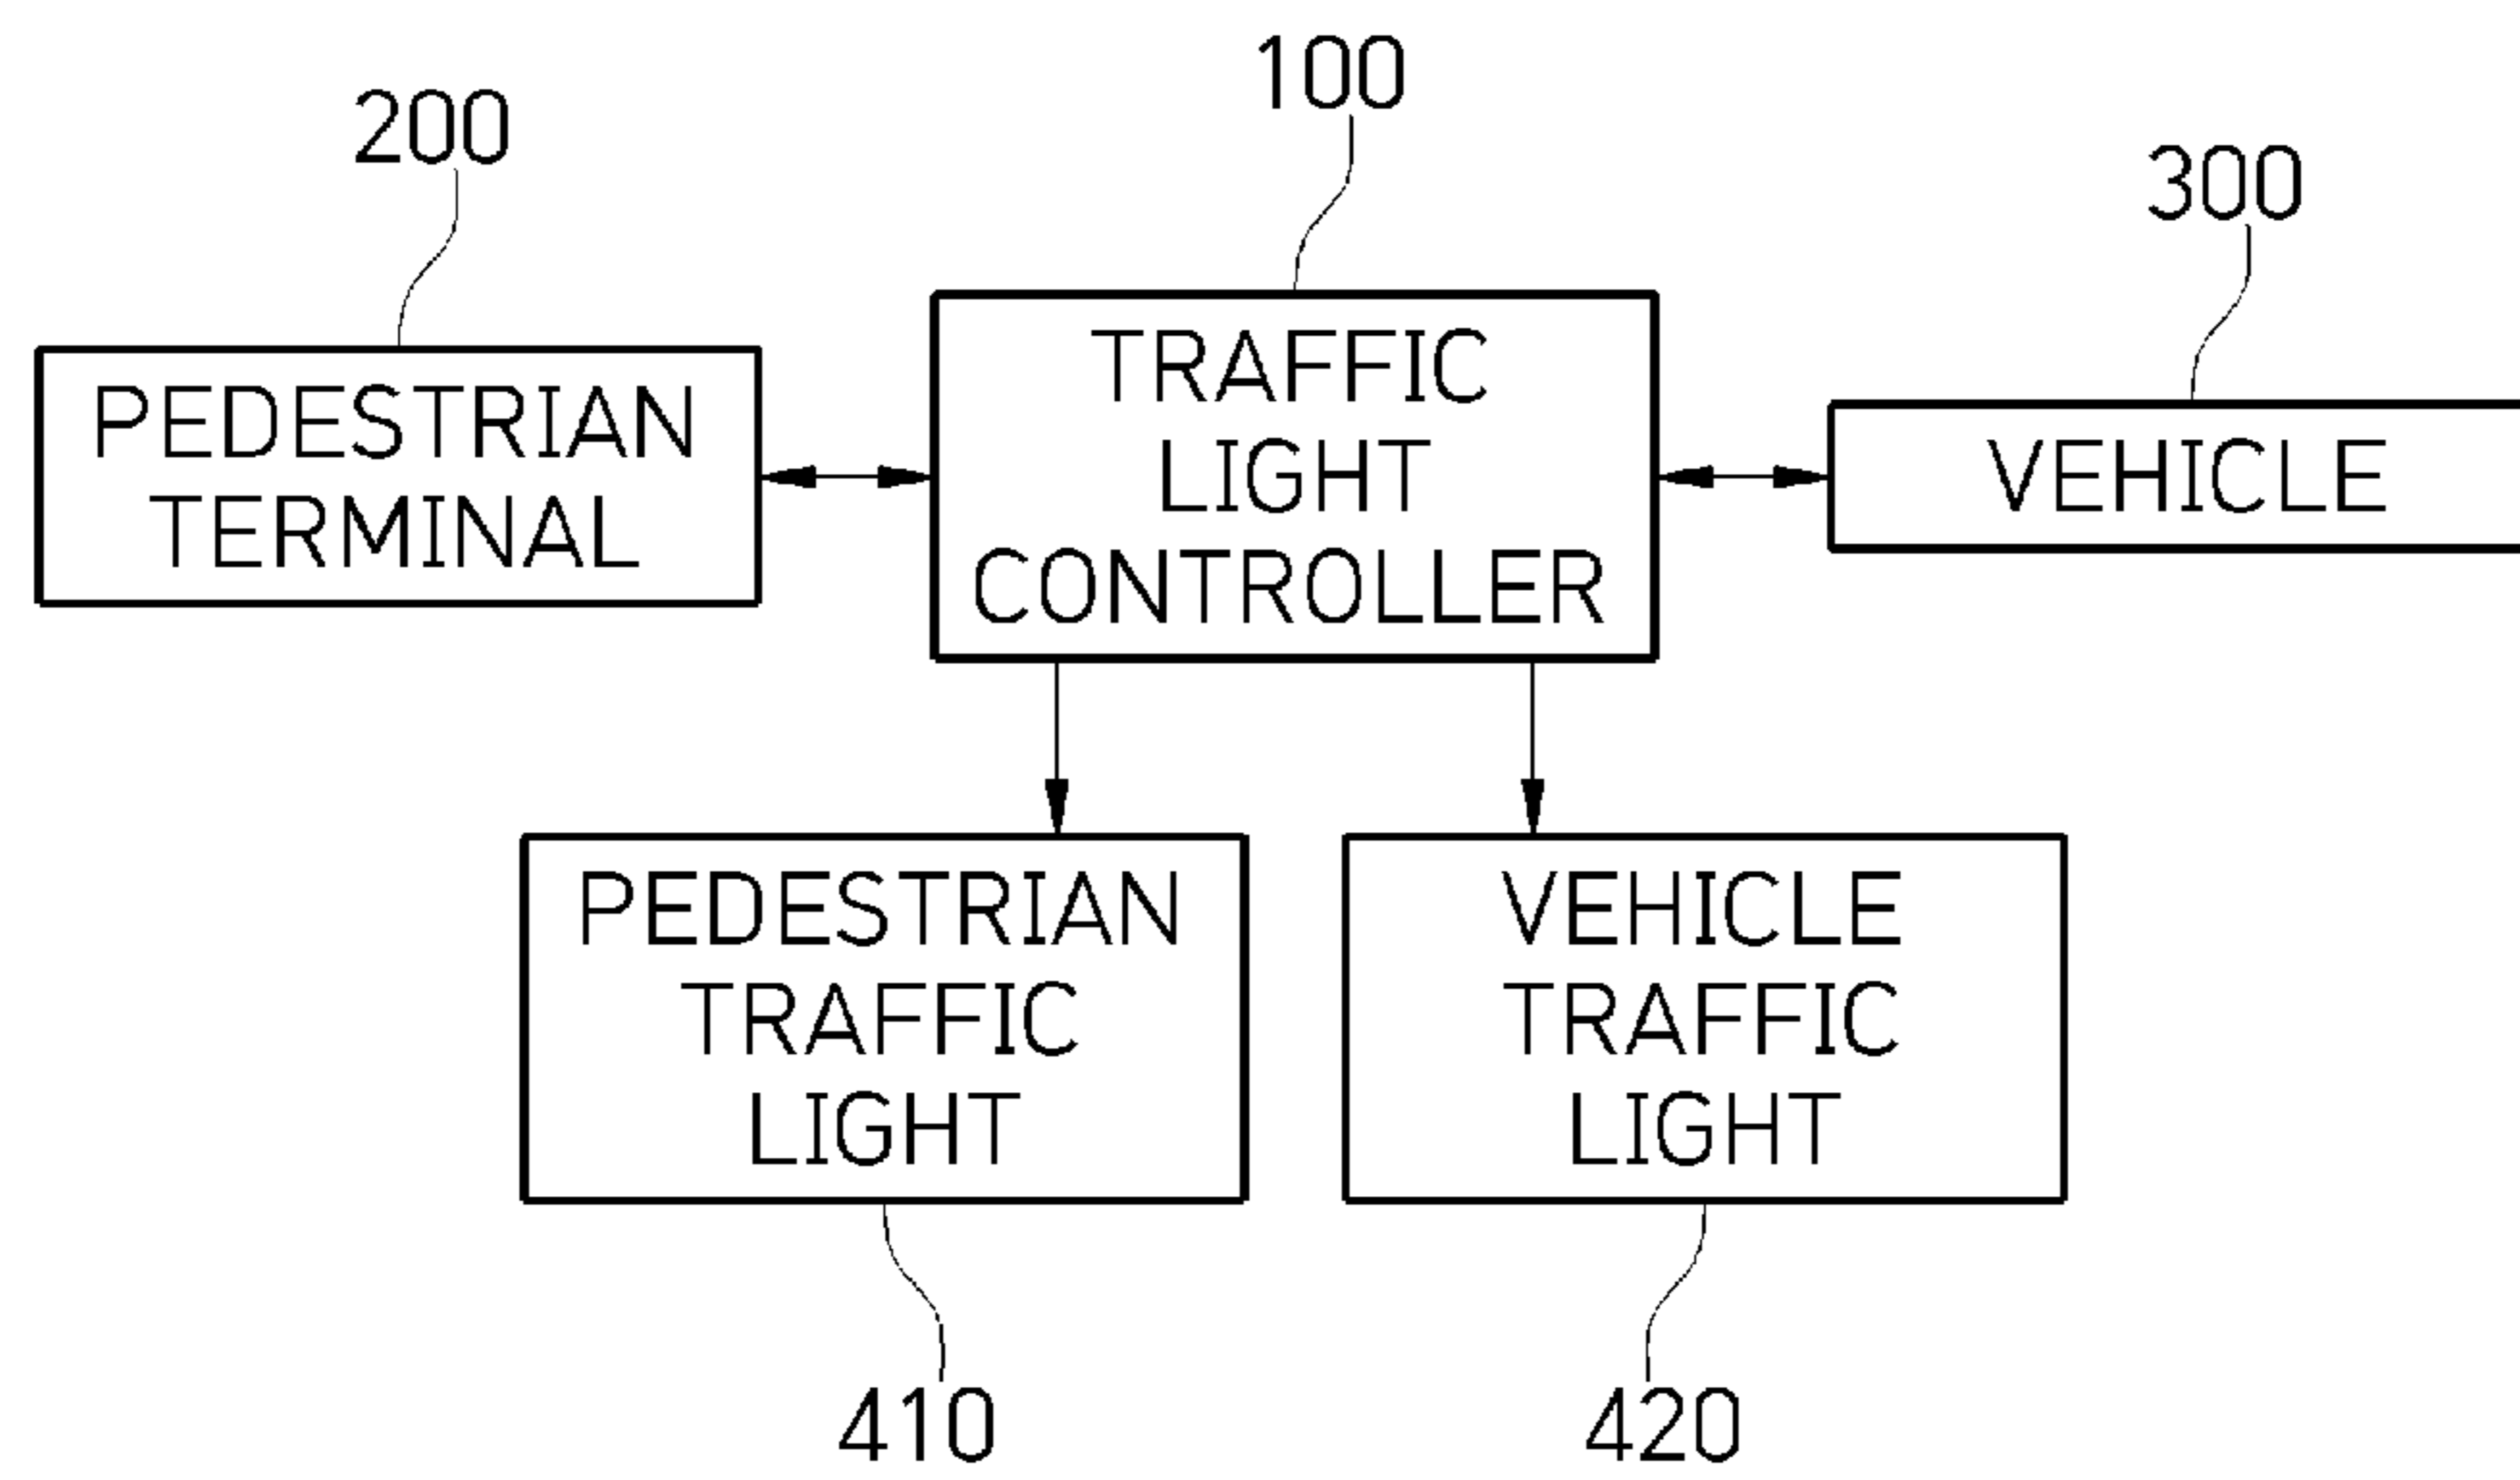 100
200
300
PEDESTRIAN
TERMINAL
TRAFFIC
LIGHT
CONTROLLER
VEHICLE
PEDESTRIAN
TRAFFIC
LIGHT
VEHICLE
TRAFFIC
LIGHT
410
420